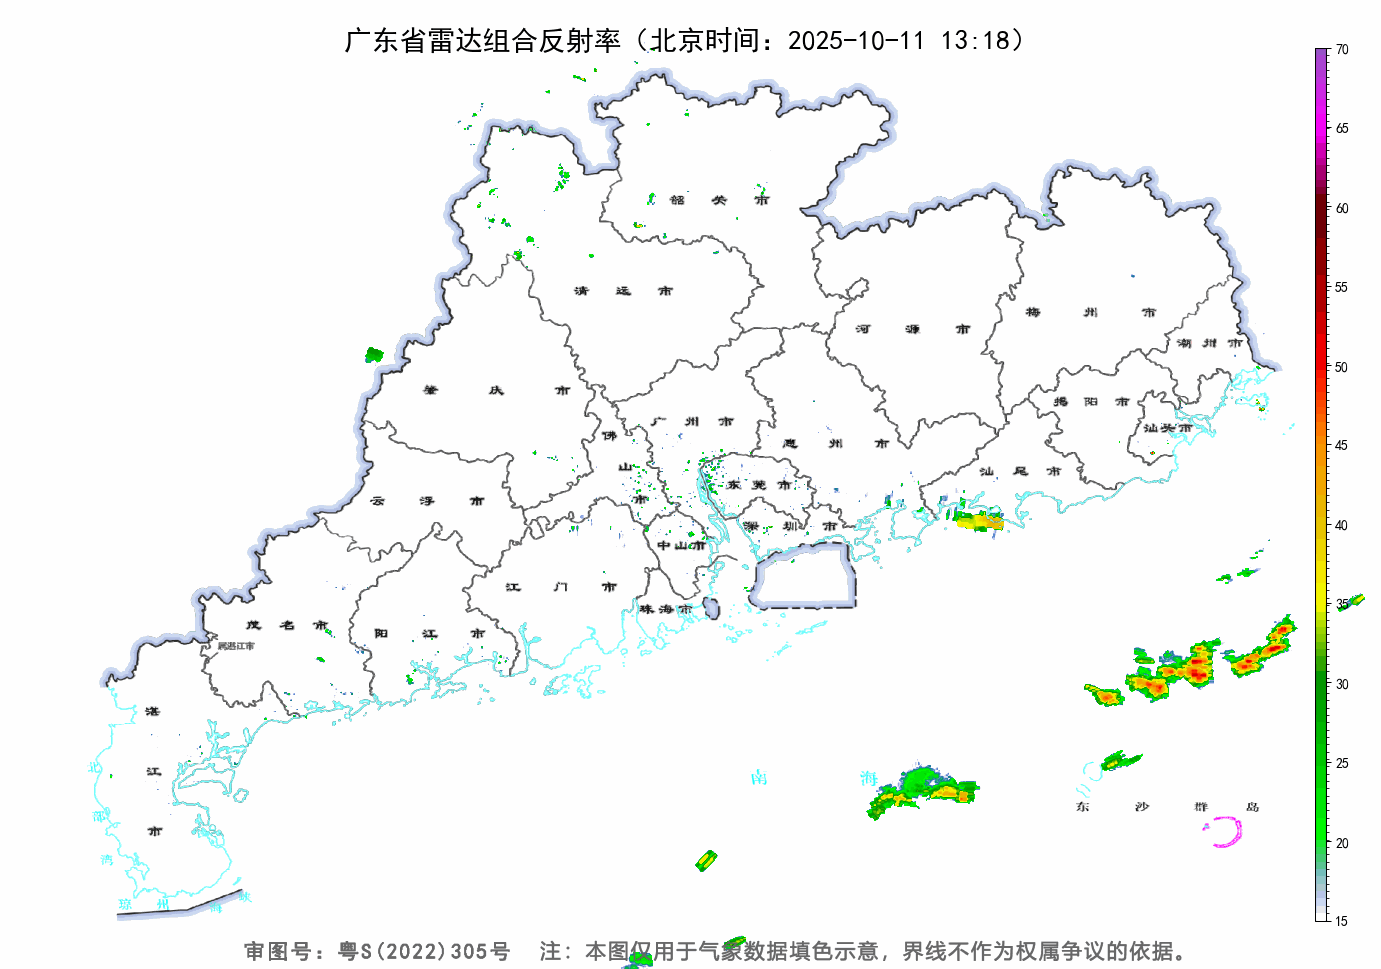 广东省雷达组合反射率（北京时间：2025-10-11 13:18）
70
65
60
55
50
45
40
35
30
25
20
15
韶关市
清远市
河源市
梅州市
潮州市
肇庆市
广州市
揭阳市
汕头市
佛山市
惠州市
汕尾市
东莞市
云浮市
深圳市
中山市
江门市
珠海市
茂名市
阳江市
属湛江市
湛江市
北部湾
南海
东沙群岛
琼州海峡
审图号：粤S(2022)305号 注：本图仅用于气象数据填色示意，界线不作为权属争议的依据。